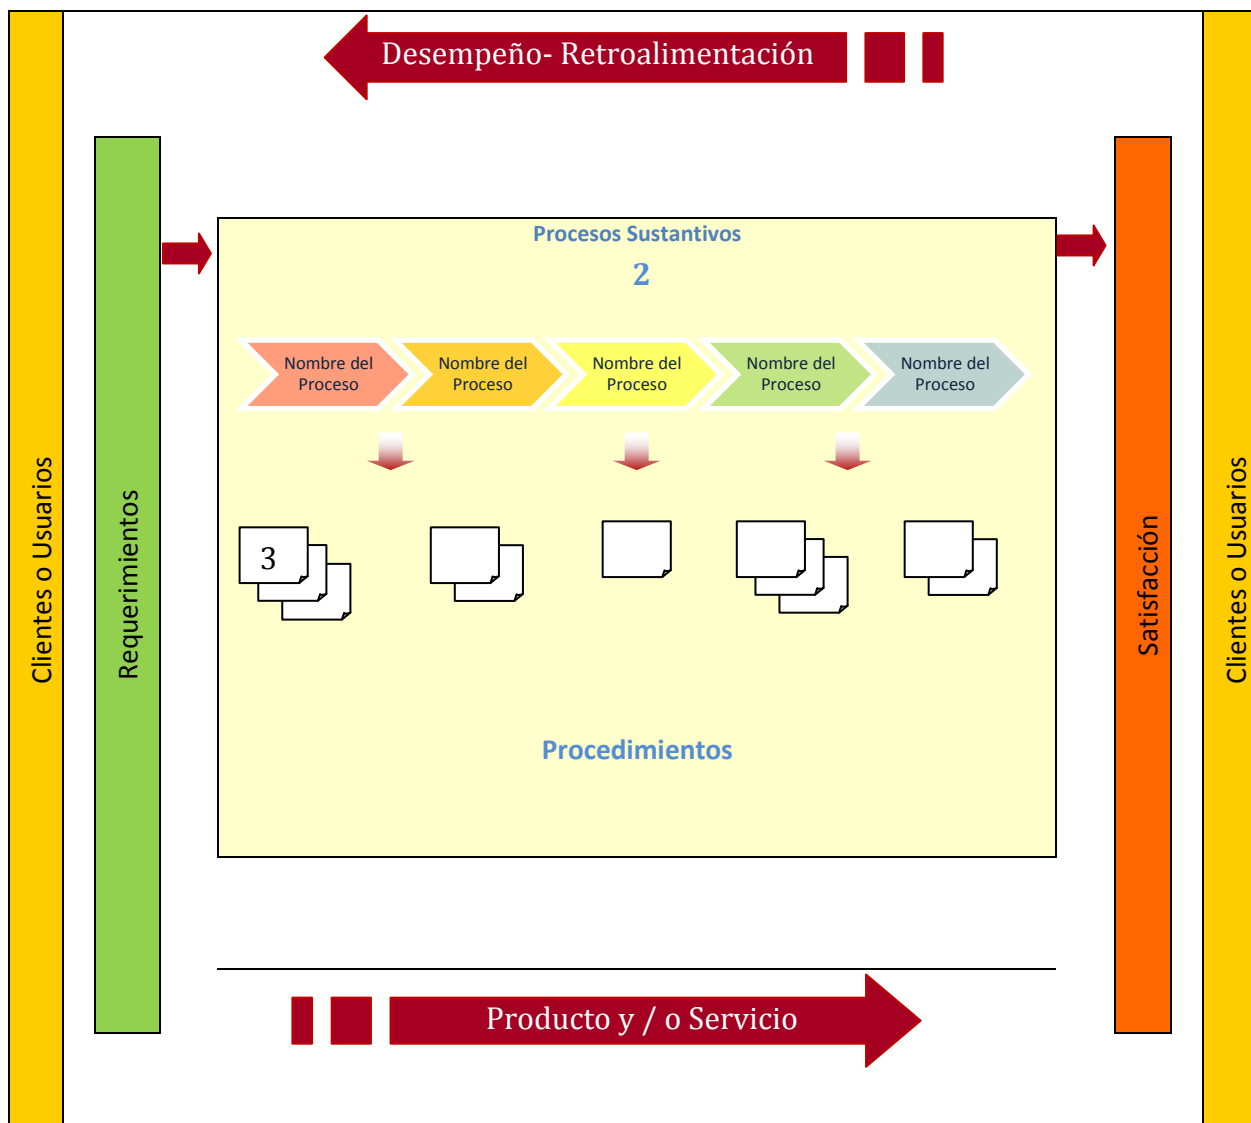 Desempeño- Retroalimentación
Clientes o Usuarios
Requerimientos
Procesos Sustantivos
2
Nombre del
Proceso
Nombre del
Proceso
Nombre del
Proceso
Nombre del
Proceso
Nombre del
Proceso
3
Procedimientos
Satisfacción
Clientes o Usuarios
Producto y / o Servicio